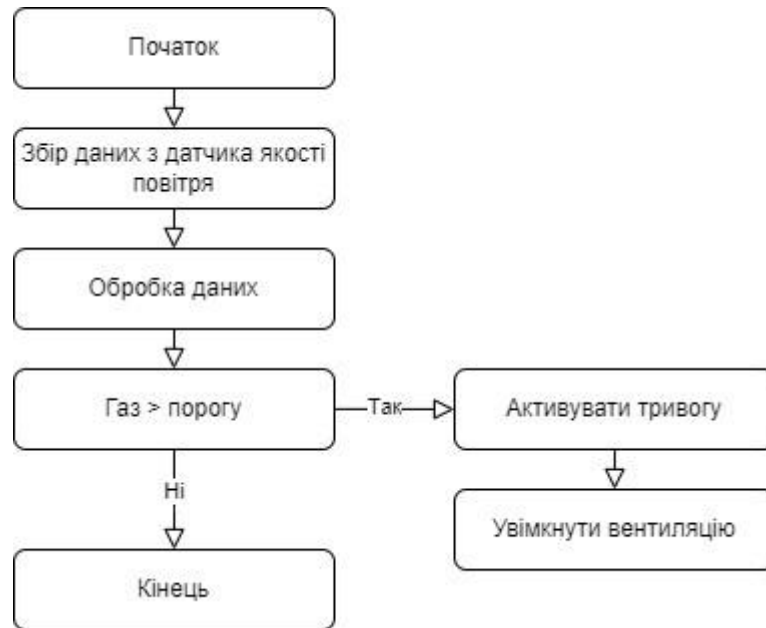 Початок
Збір даних з датчика якості
повітря
Обробка даних
Газ > порогу
Так
Активувати тривогу
Ні
Увімкнути вентиляцію
Кінець